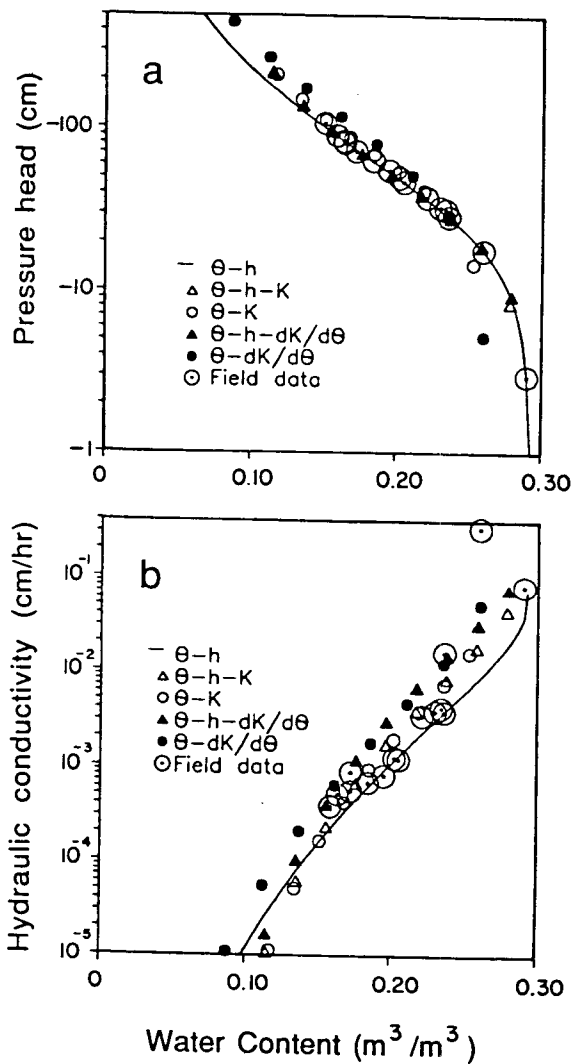 a
Pressure head (cm)
-100
-10
-1
— θ-h
△ θ-h-K
○ θ-K
▲ θ-h-dK/dθ
● θ-dK/dθ
⊙ Field data
0 0.10 0.20 0.30
b
Hydraulic conductivity (cm/hr)
10⁻¹
10⁻²
10⁻³
10⁻⁴
10⁻⁵
— θ-h
△ θ-h-K
○ θ-K
▲ θ-h-dK/dθ
● θ-dK/dθ
⊙ Field data
0 0.10 0.20 0.30
Water Content (m³/m³)